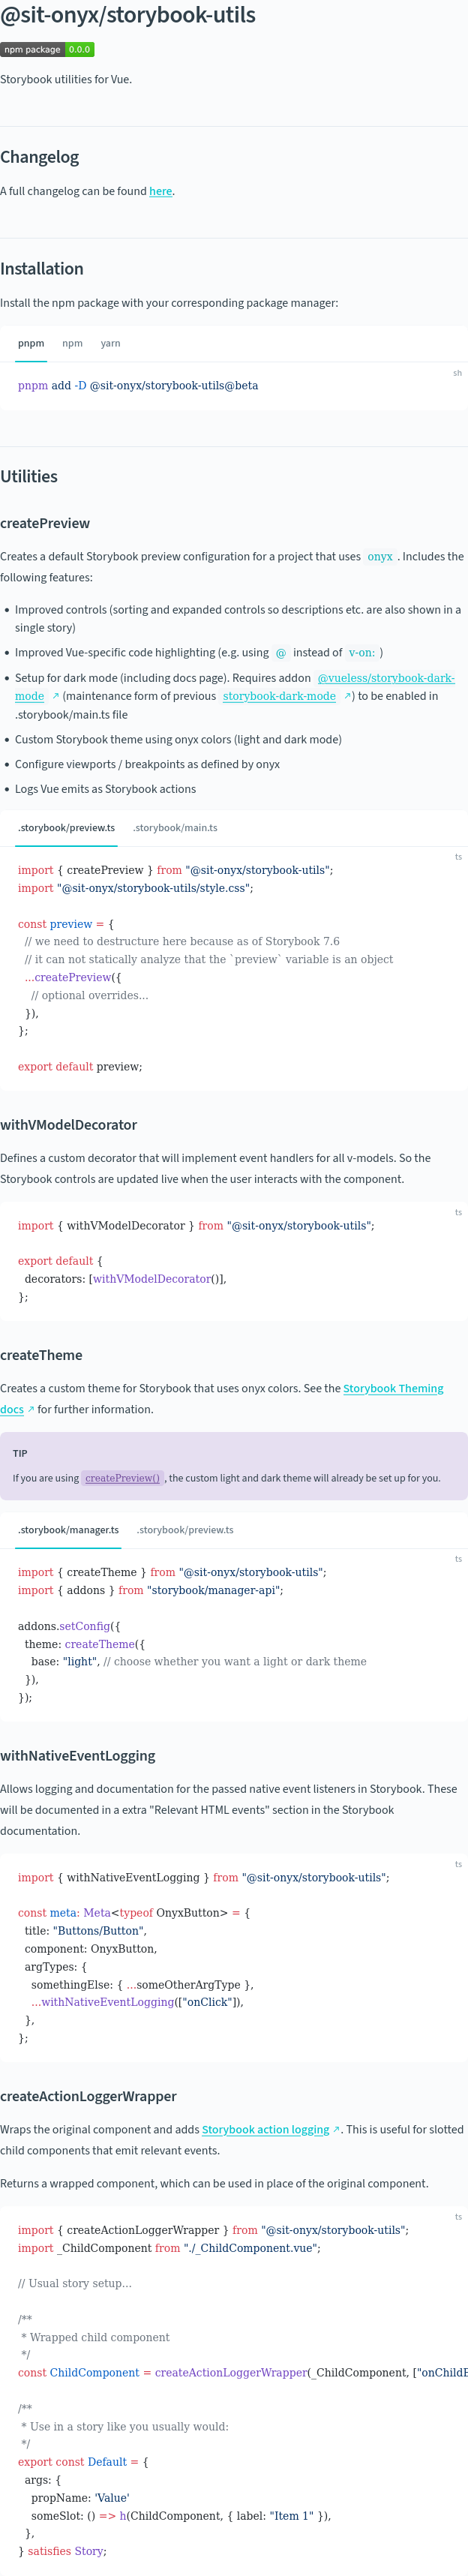 @sit-onyx/storybook-utils
npm package 0.0.0
Storybook utilities for Vue.
Changelog
A full changelog can be found here.
Installation
Install the npm package with your corresponding package manager:
pnpm npm yarn
sh
pnpm add -D @sit-onyx/storybook-utils@beta
Utilities
createPreview
Creates a default Storybook preview configuration for a project that uses onyx . Includes the
following features:
• Improved controls (sorting and expanded controls so descriptions etc. are also shown in a
single story)
• Improved Vue-specific code highlighting (e.g. using @ instead of v-on: )
• Setup for dark mode (including docs page). Requires addon @vueless/storybook-dark-
mode ↗ (maintenance form of previous storybook-dark-mode ↗) to be enabled in
.storybook/main.ts file
• Custom Storybook theme using onyx colors (light and dark mode)
• Configure viewports / breakpoints as defined by onyx
• Logs Vue emits as Storybook actions
.storybook/preview.ts .storybook/main.ts
ts
import { createPreview } from "@sit-onyx/storybook-utils";
import "@sit-onyx/storybook-utils/style.css";
const preview = {
// we need to destructure here because as of Storybook 7.6
// it can not statically analyze that the `preview` variable is an object
...createPreview({
// optional overrides...
}),
};
export default preview;
withVModelDecorator
Defines a custom decorator that will implement event handlers for all v-models. So the
Storybook controls are updated live when the user interacts with the component.
ts
import { withVModelDecorator } from "@sit-onyx/storybook-utils";
export default {
decorators: [withVModelDecorator()],
};
createTheme
Creates a custom theme for Storybook that uses onyx colors. See the Storybook Theming
docs ↗ for further information.
TIP
If you are using createPreview() , the custom light and dark theme will already be set up for you.
.storybook/manager.ts .storybook/preview.ts
ts
import { createTheme } from "@sit-onyx/storybook-utils";
import { addons } from "storybook/manager-api";
addons.setConfig({
theme: createTheme({
base: "light", // choose whether you want a light or dark theme
}),
});
withNativeEventLogging
Allows logging and documentation for the passed native event listeners in Storybook. These
will be documented in a extra "Relevant HTML events" section in the Storybook
documentation.
ts
import { withNativeEventLogging } from "@sit-onyx/storybook-utils";
const meta: Meta<typeof OnyxButton> = {
title: "Buttons/Button",
component: OnyxButton,
argTypes: {
somethingElse: { ...someOtherArgType },
...withNativeEventLogging(["onClick"]),
},
};
createActionLoggerWrapper
Wraps the original component and adds Storybook action logging ↗. This is useful for slotted
child components that emit relevant events.
Returns a wrapped component, which can be used in place of the original component.
ts
import { createActionLoggerWrapper } from "@sit-onyx/storybook-utils";
import _ChildComponent from "./_ChildComponent.vue";
// Usual story setup...
/**
* Wrapped child component
*/
const ChildComponent = createActionLoggerWrapper(_ChildComponent, ["onChild
/**
* Use in a story like you usually would:
*/
export const Default = {
args: {
propName: 'Value'
someSlot: () => h(ChildComponent, { label: "Item 1" }),
},
} satisfies Story;